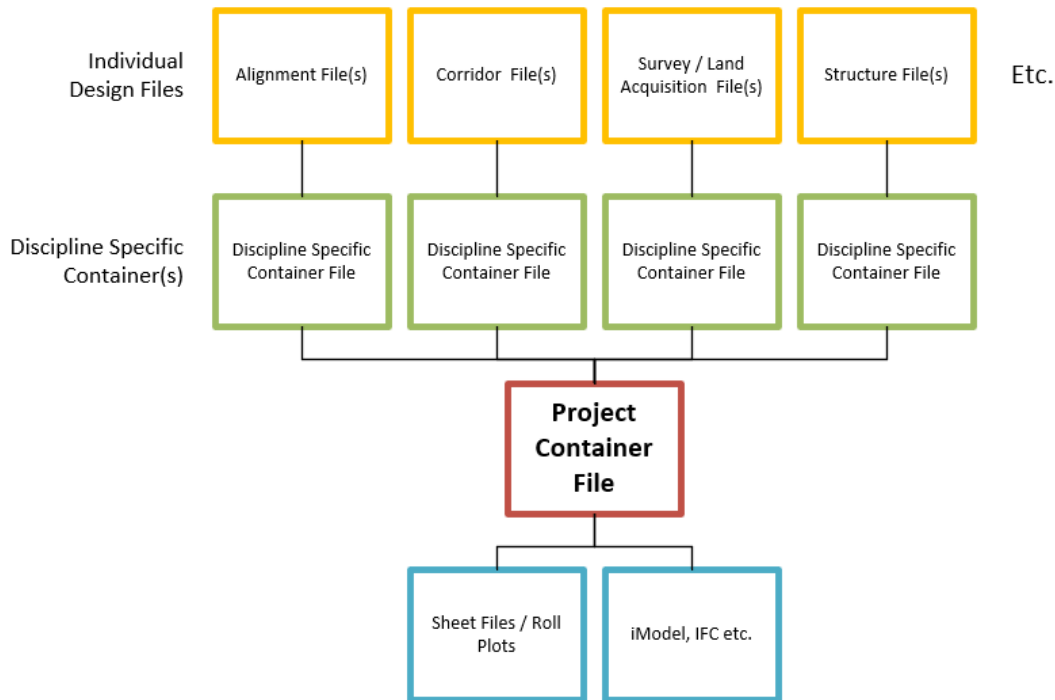 Individual
Design Files
Alignment File(s)
Corridor File(s)
Survey / Land
Acquisition File(s)
Structure File(s)
Etc.
Discipline Specific
Container(s)
Discipline Specific
Container File
Discipline Specific
Container File
Discipline Specific
Container File
Discipline Specific
Container File
Project
Container
File
Sheet Files / Roll
Plots
iModel, IFC etc.